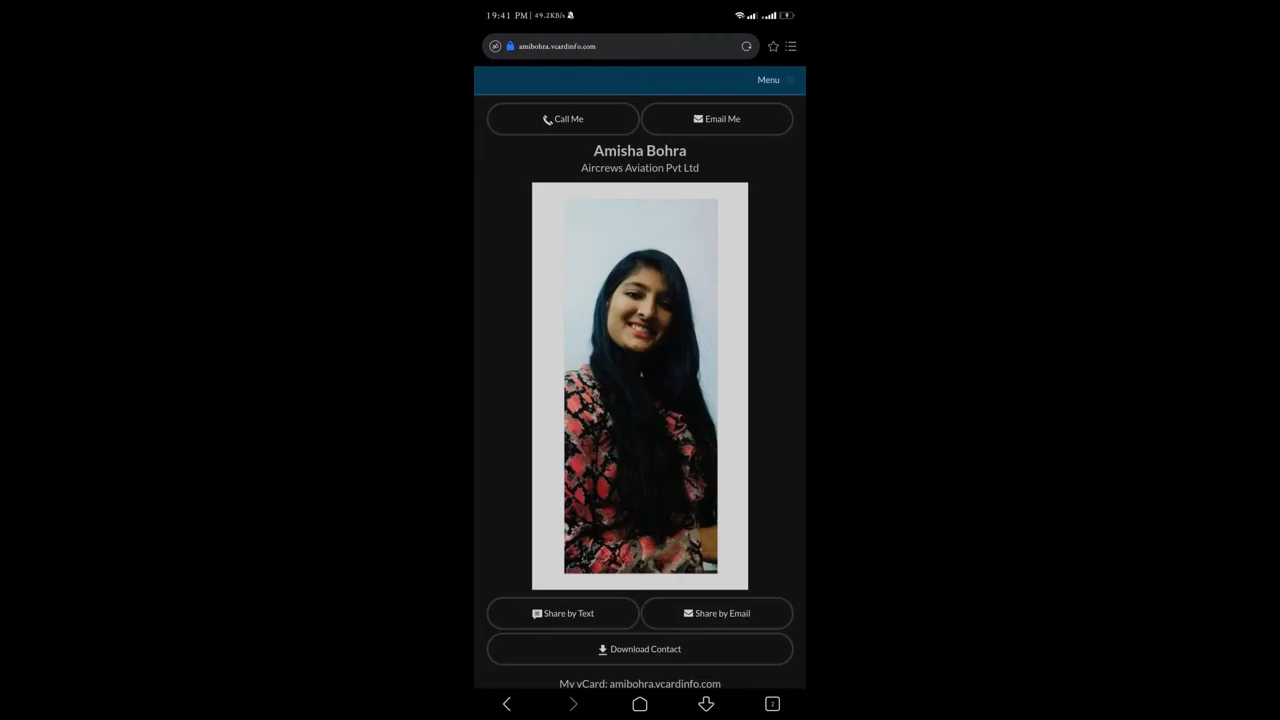 19:41 PM| 49.2KB/s
amibohra.vcardinfo.com
Menu
Call Me
Email Me
Amisha Bohra
Aircrews Aviation Pvt Ltd
Share by Text
Share by Email
Download Contact
My vCard: amibohra.vcardinfo.com
2